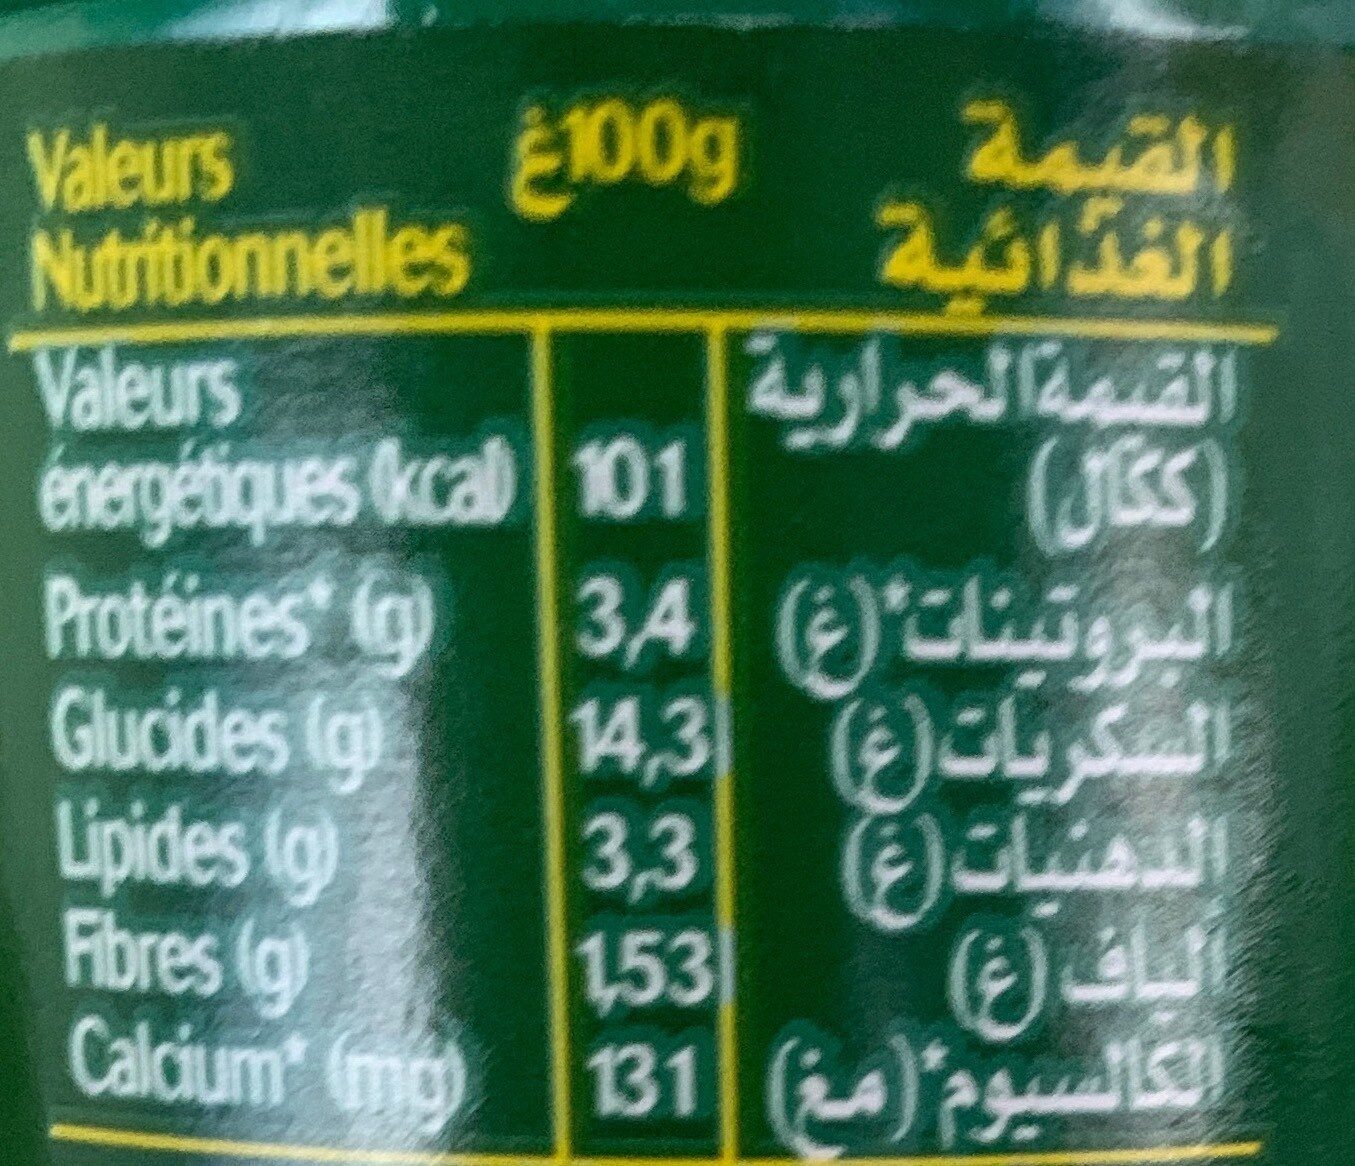 Valeurs Nutritionnelles غ100g القيمة الغذائية
Valeurs énergétiques (kcal) 101 القيمة الحرارية (ككال)
Protéines* (g) 3,4 البروتينات* (غ)
Glucides (g) 14,3 السكريات (غ)
Lipides (g) 3,3 الدهنيات (غ)
Fibres (g) 1,53 ألياف (غ)
Calcium* (mg) 131 الكالسيوم* (مغ)